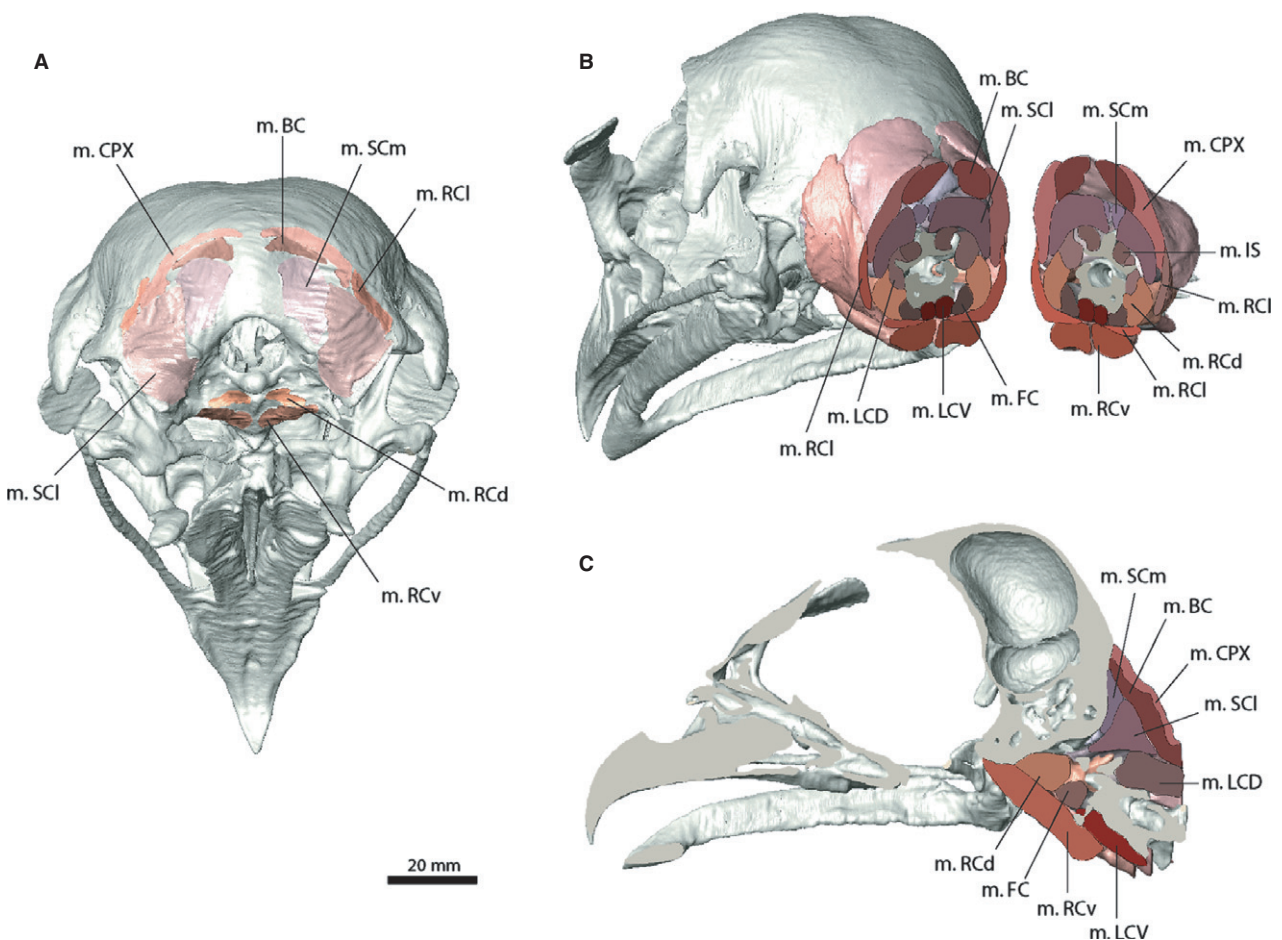 A
m. CPX
m. BC
m. SCm
m. RCl
m. SCl
m. RCd
m. RCv
20 mm
B
m. BC
m. SCl
m. SCm
m. CPX
m. IS
m. RCl
m. RCd
m. RCl
m. RCv
m. FC
m. LCV
m. LCD
m. RCl
C
m. SCm
m. BC
m. CPX
m. SCl
m. LCD
m. RCd
m. FC
m. RCv
m. LCV